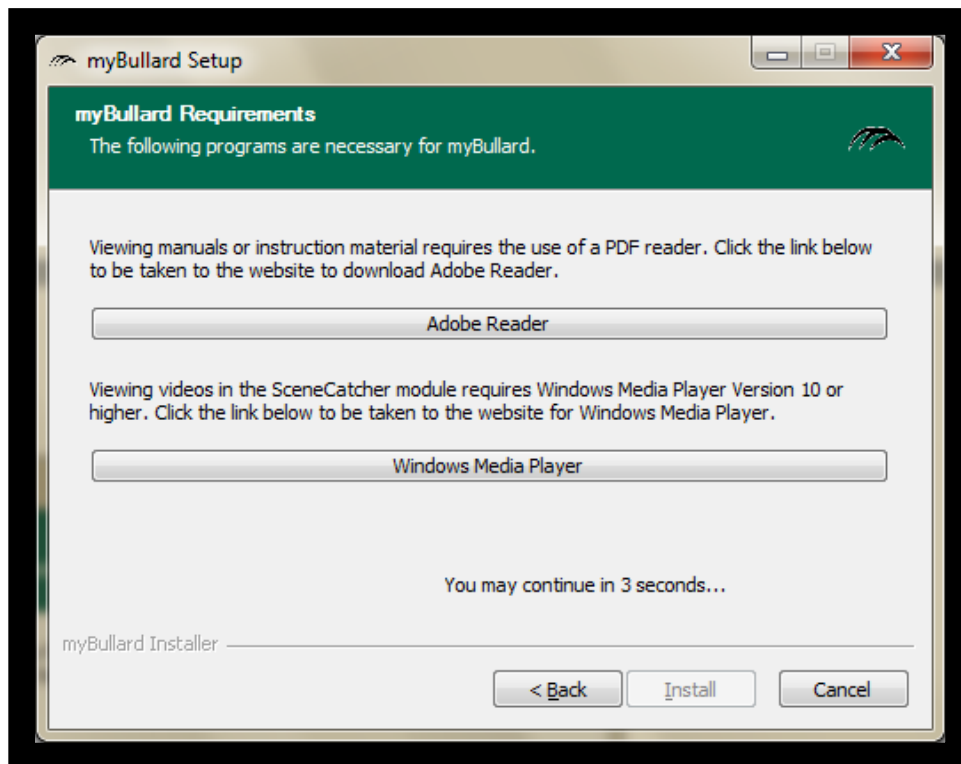 myBullard Setup
myBullard Requirements
The following programs are necessary for myBullard.
Viewing manuals or instruction material requires the use of a PDF reader. Click the link below
to be taken to the website to download Adobe Reader.
Adobe Reader
Viewing videos in the SceneCatcher module requires Windows Media Player Version 10 or
higher. Click the link below to be taken to the website for Windows Media Player.
Windows Media Player
You may continue in 3 seconds...
myBullard Installer
< Back Install Cancel